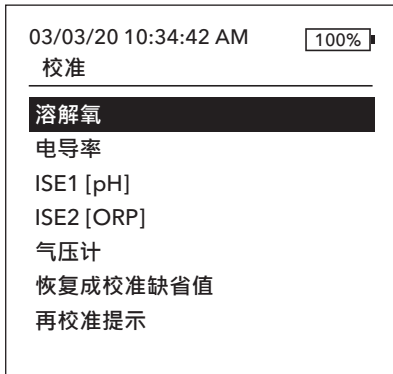 03/03/20 10:34:42 AM 100%
校准
溶解氧
电导率
ISE1 [pH]
ISE2 [ORP]
气压计
恢复成校准缺省值
再校准提示